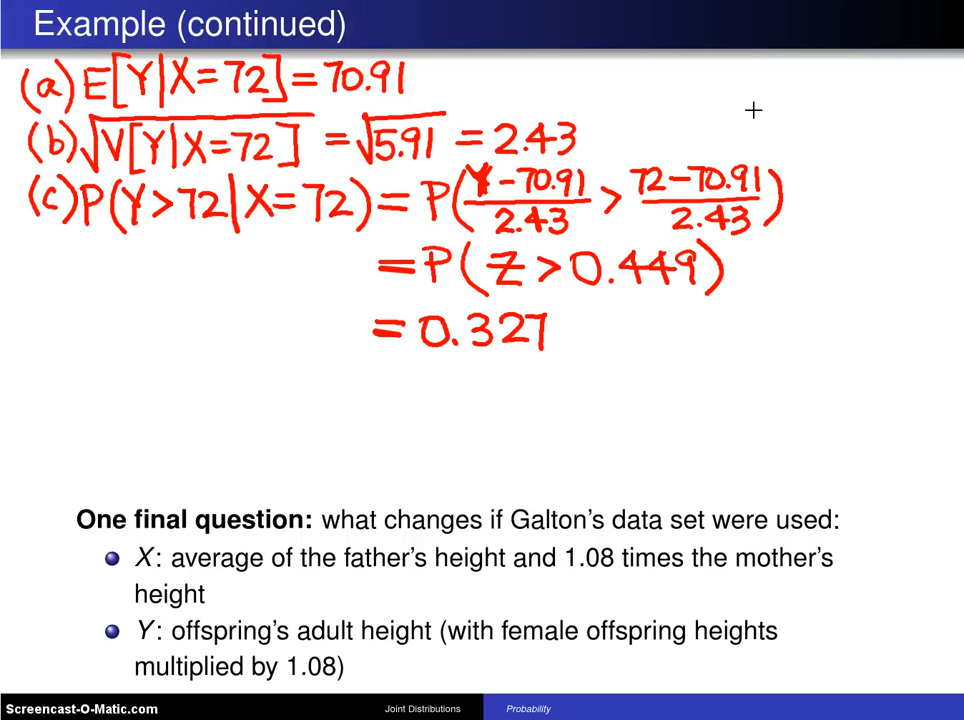 Example (continued)
(a) E[Y|X=72] = 70.91
(b) √V[Y|X=72] = √5.91 = 2.43
(c) P(Y>72|X=72) = P((Y-70.91)/2.43 > (72-70.91)/2.43)
= P(Z > 0.449)
= 0.327
One final question: what changes if Galton's data set were used:
X: average of the father's height and 1.08 times the mother's
height
Y: offspring's adult height (with female offspring heights
multiplied by 1.08)
Screencast-O-Matic.com Joint Distributions Probability